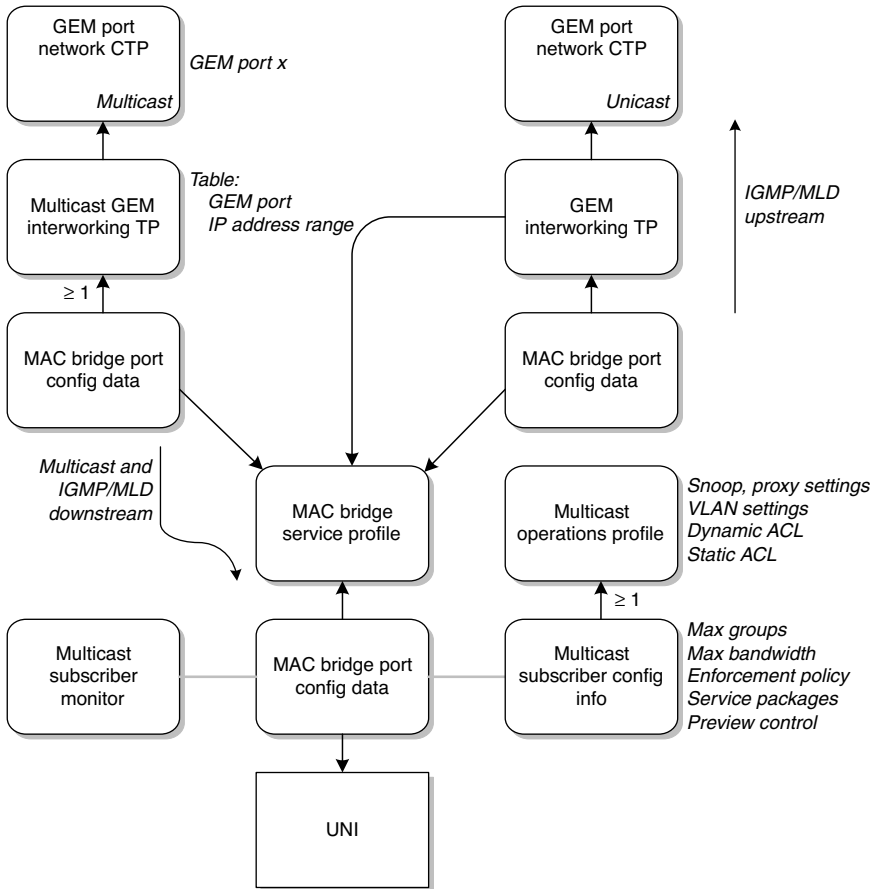 GEM port
network CTP
Multicast
GEM port x
GEM port
network CTP
Unicast
Multicast GEM
interworking TP
Table:
GEM port
IP address range
GEM
interworking TP
IGMP/MLD
upstream
≥ 1
MAC bridge port
config data
MAC bridge port
config data
Multicast and
IGMP/MLD
downstream
MAC bridge
service profile
Multicast
operations profile
Snoop, proxy settings
VLAN settings
Dynamic ACL
Static ACL
≥ 1
Multicast
subscriber
monitor
MAC bridge port
config data
Multicast
subscriber config
info
Max groups
Max bandwidth
Enforcement policy
Service packages
Preview control
UNI